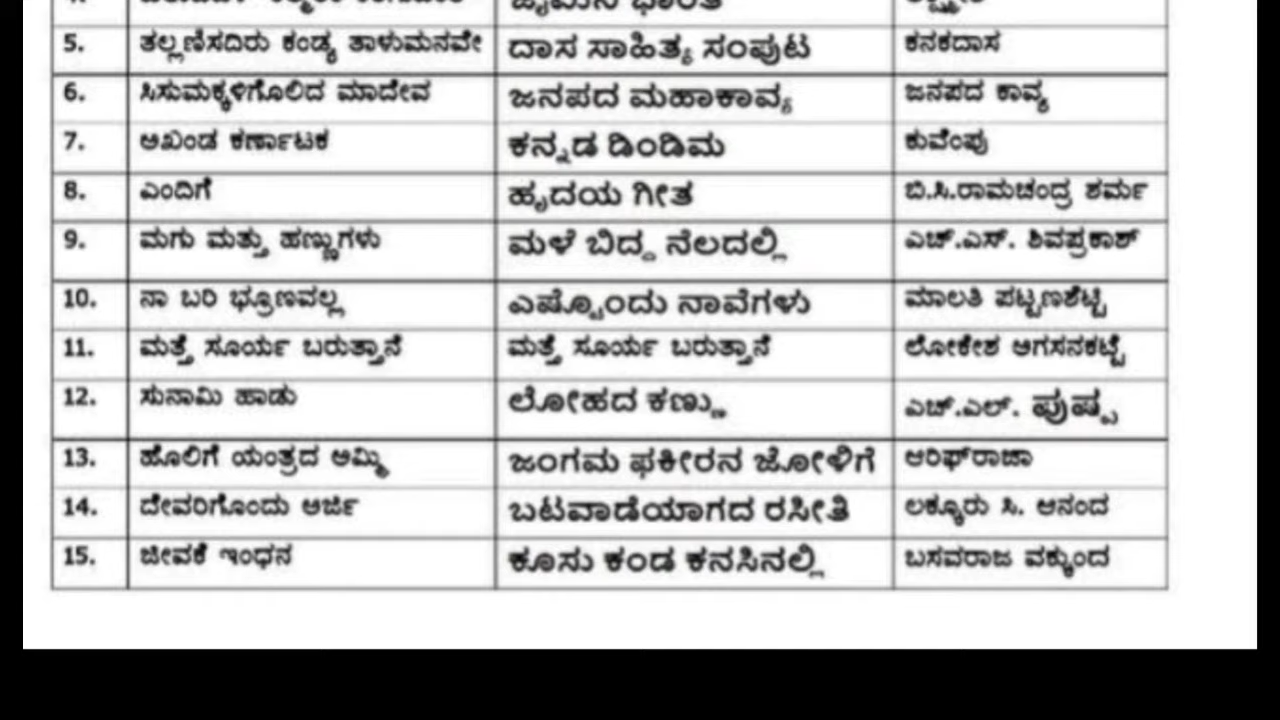 4.
ಜೈಮಿನಿ ಭಾರತ
5. ತಲ್ಲಣಿಸದಿರು ಕಂಡ್ಯ ತಾಳುಮನವೇ ದಾಸ ಸಾಹಿತ್ಯ ಸಂಪುಟ ಕನಕದಾಸ
6. ಸಿಸುಮಕ್ಕಳಿಗೊಲಿದ ಮಾದೇವ ಜನಪದ ಮಹಾಕಾವ್ಯ ಜನಪದ ಕಾವ್ಯ
7. ಅಖಂಡ ಕರ್ಣಾಟಕ ಕನ್ನಡ ಡಿಂಡಿಮ ಕುವೆಂಪು
8. ಎಂದಿಗೆ ಹೃದಯ ಗೀತ ಬಿ.ಸಿ.ರಾಮಚಂದ್ರ ಶರ್ಮ
9. ಮಗು ಮತ್ತು ಹಣ್ಣುಗಳು ಮಳೆ ಬಿದ್ದ ನೆಲದಲ್ಲಿ ಎಚ್.ಎಸ್. ಶಿವಪ್ರಕಾಶ್
10. ನಾ ಬರಿ ಭ್ರೂಣವಲ್ಲ ಎಷ್ಟೊಂದು ನಾವೆಗಳು ಮಾಲತಿ ಪಟ್ಟಣಶೆಟ್ಟಿ
11. ಮತ್ತೆ ಸೂರ್ಯ ಬರುತ್ತಾನೆ ಮತ್ತೆ ಸೂರ್ಯ ಬರುತ್ತಾನೆ ಲೋಕೇಶ ಅಗಸನಕಟ್ಟೆ
12. ಸುನಾಮಿ ಹಾಡು ಲೋಹದ ಕಣ್ಣು ಎಚ್.ಎಲ್. ಪುಷ್ಪ
13. ಹೊಲಿಗೆ ಯಂತ್ರದ ಅಮ್ಮಿ ಜಂಗಮ ಫಕೀರನ ಜೋಳಿಗೆ ಆರಿಫ್‌ರಾಜಾ
14. ದೇವರಿಗೊಂದು ಅರ್ಜಿ ಬಟವಾಡೆಯಾಗದ ರಸೀತಿ ಲಕ್ಕೂರು ಸಿ. ಆನಂದ
15. ಜೀವಕೆ ಇಂಧನ ಕೂಸು ಕಂಡ ಕನಸಿನಲ್ಲಿ ಬಸವರಾಜ ವಕ್ಕುಂದ